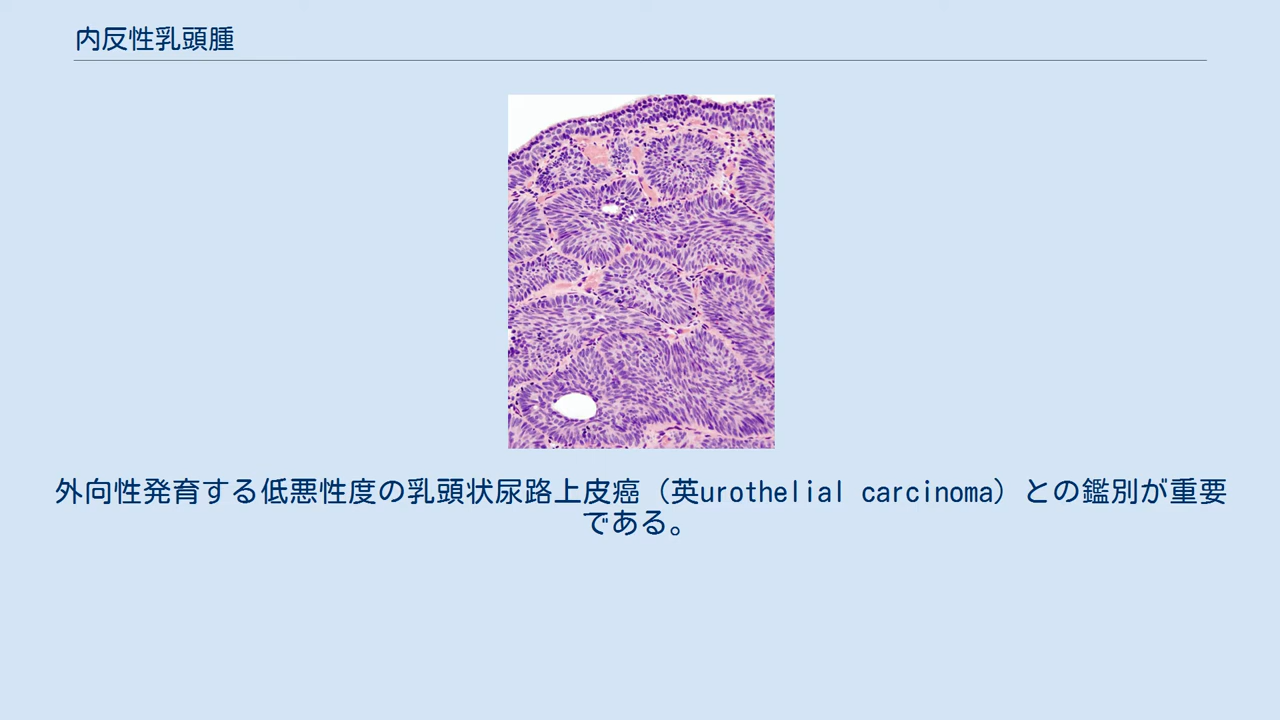 内反性乳頭腫
外向性発育する低悪性度の乳頭状尿路上皮癌（英urothelial carcinoma）との鑑別が重要
である。